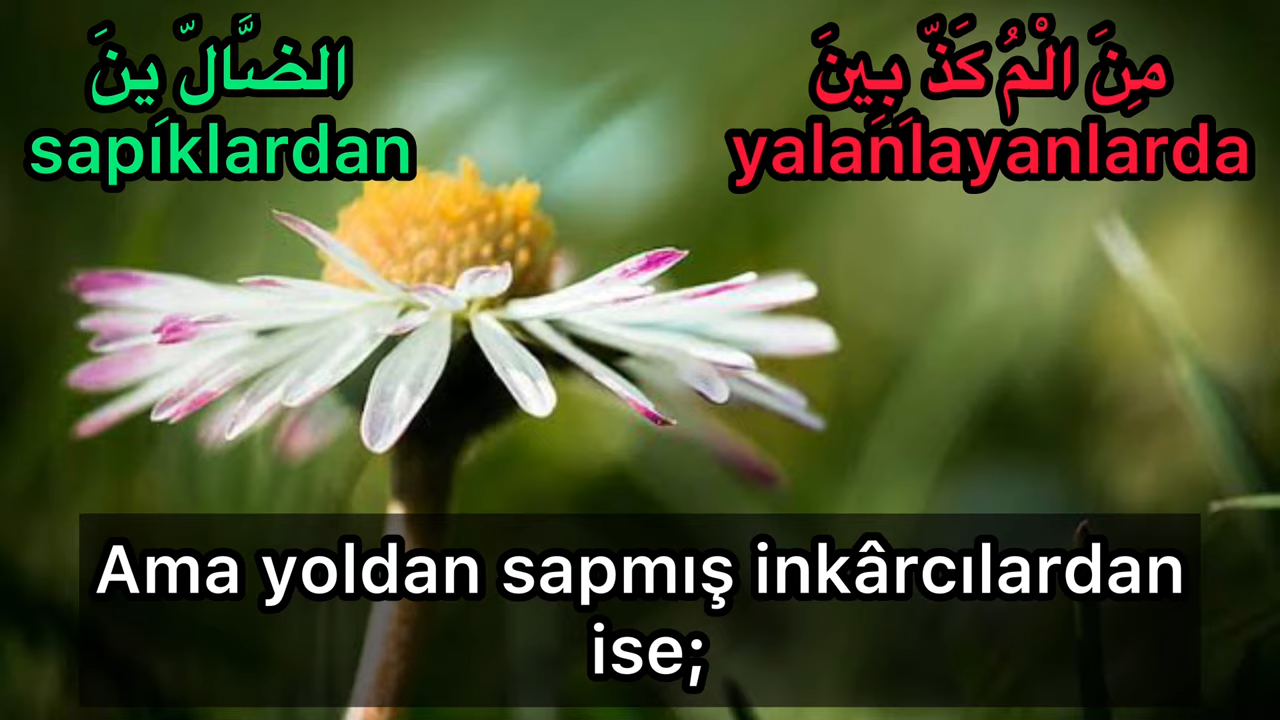 مِنَ الْمُكَذِّبِينَ
yalanlayanlarda
الضَّالِّينَ
sapıklardan
Ama yoldan sapmış inkârcılardan
ise;